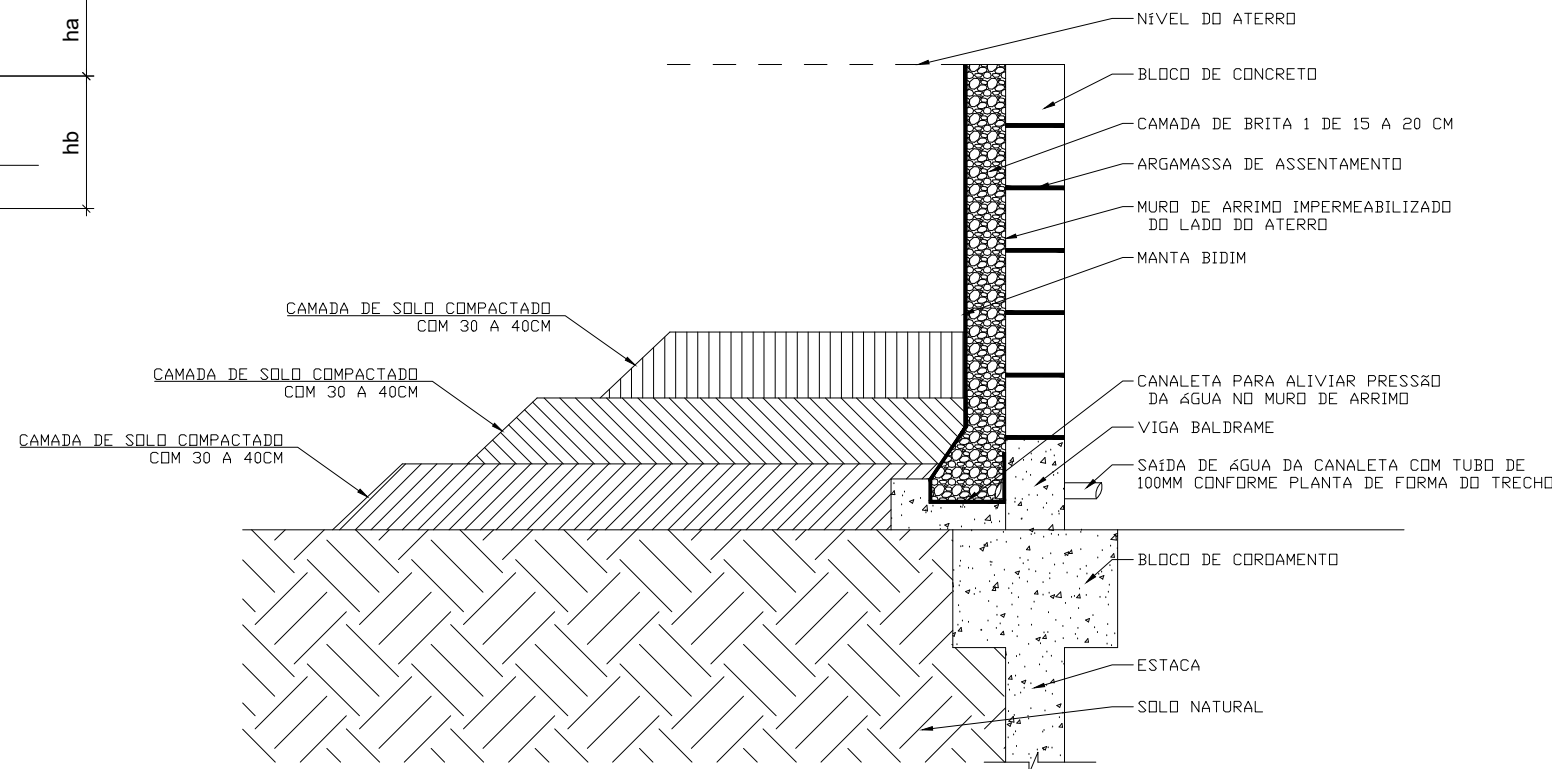 ha
hb
NíVEL DO ATERRO
BLOCO DE CONCRETO
CAMADA DE BRITA 1 DE 15 A 20 CM
ARGAMASSA DE ASSENTAMENTO
MURO DE ARRIMO IMPERMEABILIZADO
DO LADO DO ATERRO
MANTA BIDIM
CAMADA DE SOLO COMPACTADO
COM 30 A 40CM
CAMADA DE SOLO COMPACTADO
COM 30 A 40CM
CAMADA DE SOLO COMPACTADO
COM 30 A 40CM
CANALETA PARA ALIVIAR PRESSãO
DA áGUA NO MURO DE ARRIMO
VIGA BALDRAME
SAíDA DE áGUA DA CANALETA COM TUBO DE
100MM CONFORME PLANTA DE FORMA DO TRECHO
BLOCO DE COROAMENTO
ESTACA
SOLO NATURAL